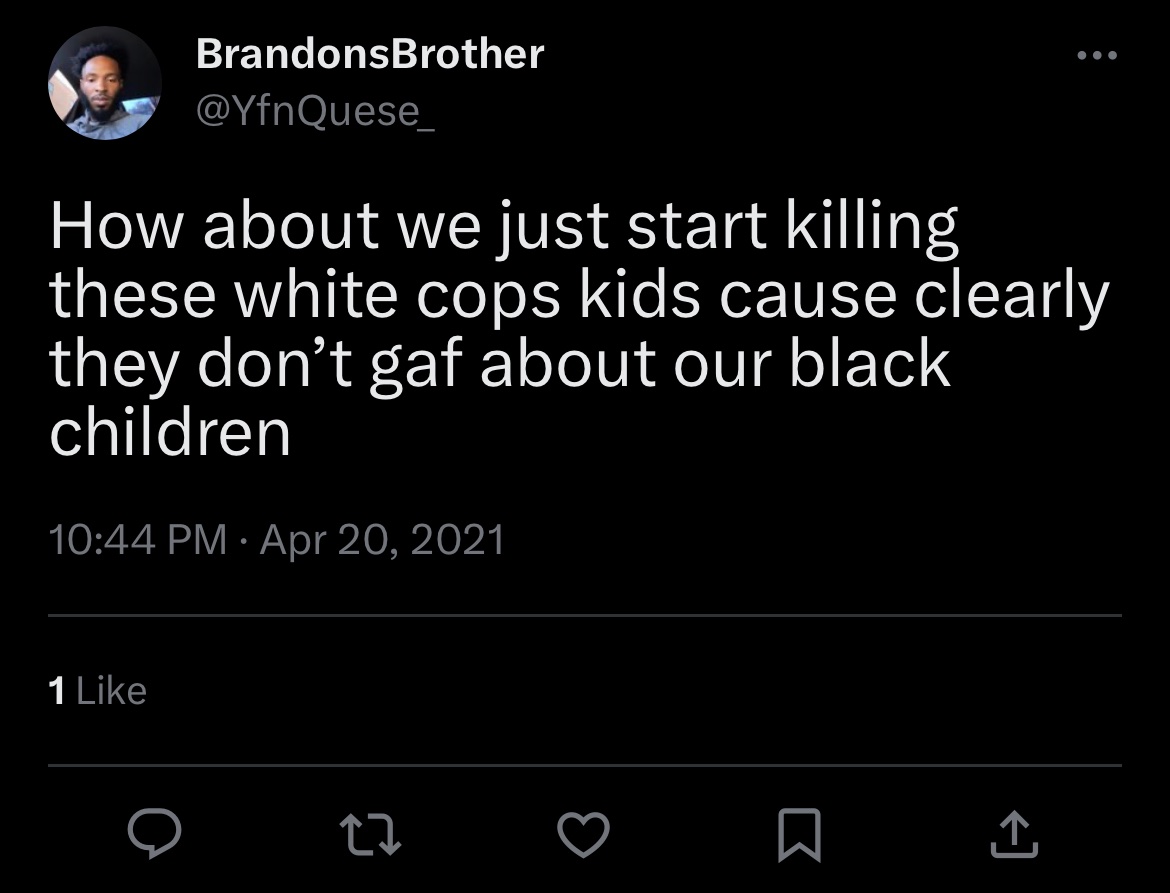 BrandonsBrother
@YfnQuese_
How about we just start killing
these white cops kids cause clearly
they don’t gaf about our black
children
10:44 PM · Apr 20, 2021
1 Like